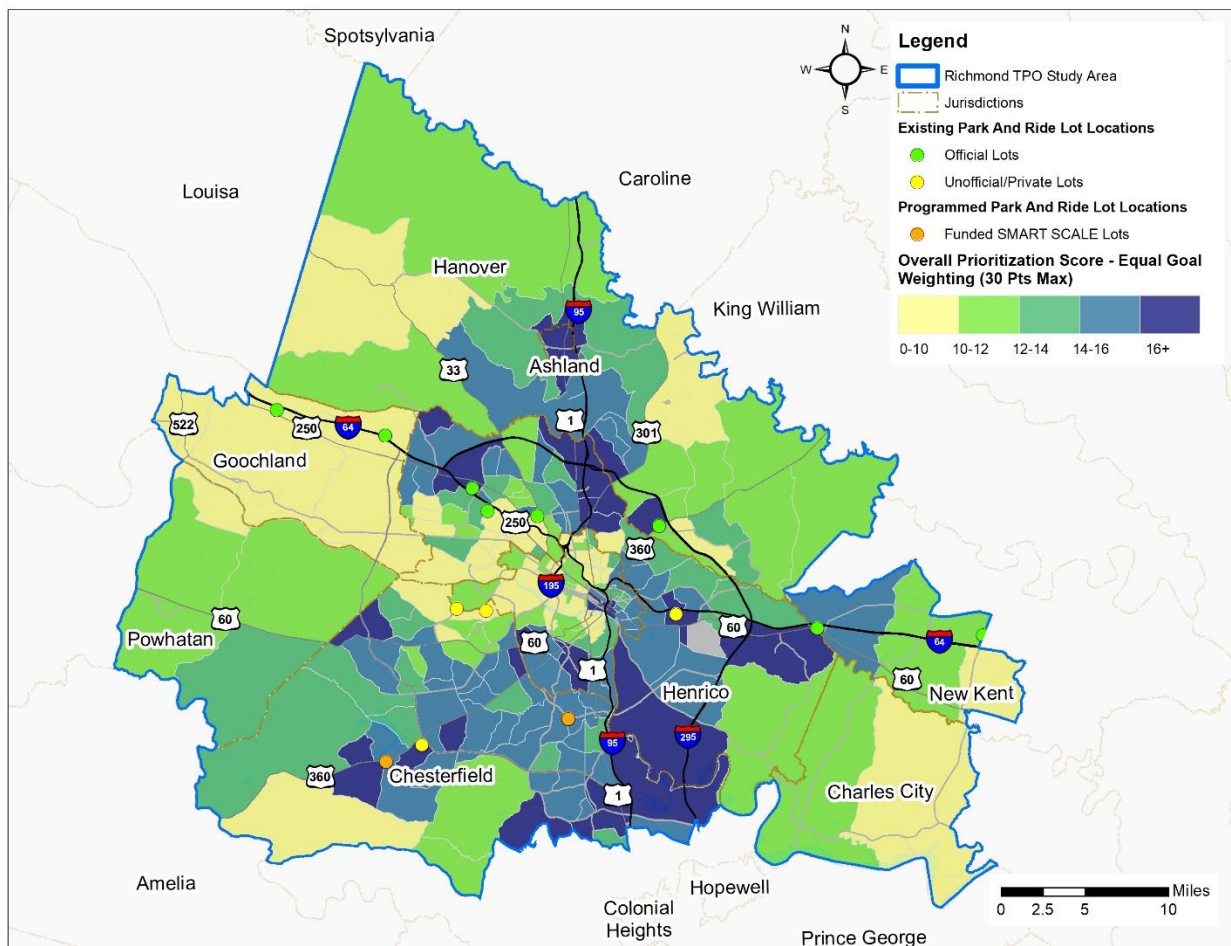 Spotsylvania
N
W
E
S
Legend
Richmond TPO Study Area
Jurisdictions
Existing Park And Ride Lot Locations
Official Lots
Unofficial/Private Lots
Programmed Park And Ride Lot Locations
Funded SMART SCALE Lots
Overall Prioritization Score - Equal Goal
Weighting (30 Pts Max)
0-10 10-12 12-14 14-16 16+
Louisa
Caroline
Hanover
King William
95
Ashland
33
1
301
522
250
64
Goochland
250
360
195
60
60
60
64
Powhatan
60
1
60
New Kent
Henrico
95
295
360
Chesterfield
1
Charles City
Amelia
Hopewell
Colonial
Heights
Prince George
Miles
0 2.5 5 10